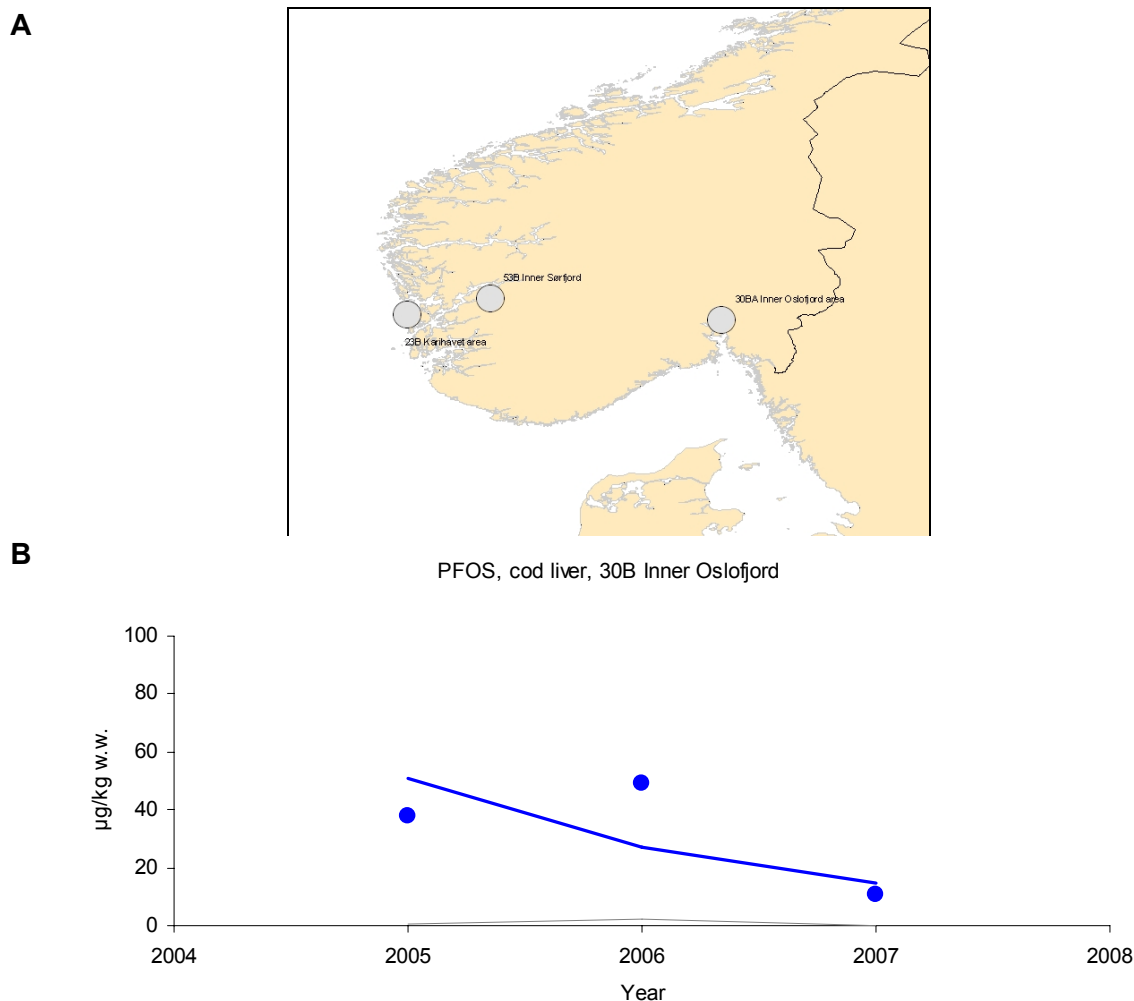 A
53B Inner Sørfjord
30BA Inner Oslofjord area
23B Karihavet area
B
PFOS, cod liver, 30B Inner Oslofjord
100
80
60
40
20
0
µg/kg w.w.
2004 2005 2006 2007 2008
Year